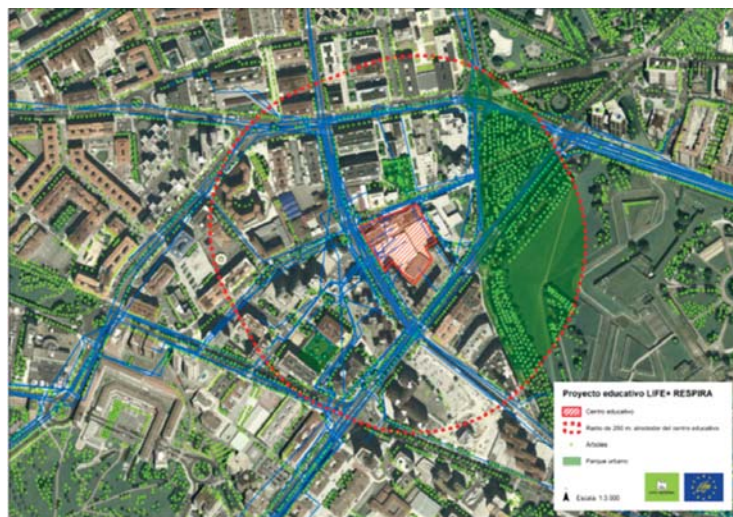 Proyecto educativo LIFE+ RESPIRA
Centro educativo
Radio de 250 m. alrededor del centro educativo
Árboles
Parque urbano
Escala: 1:3.000